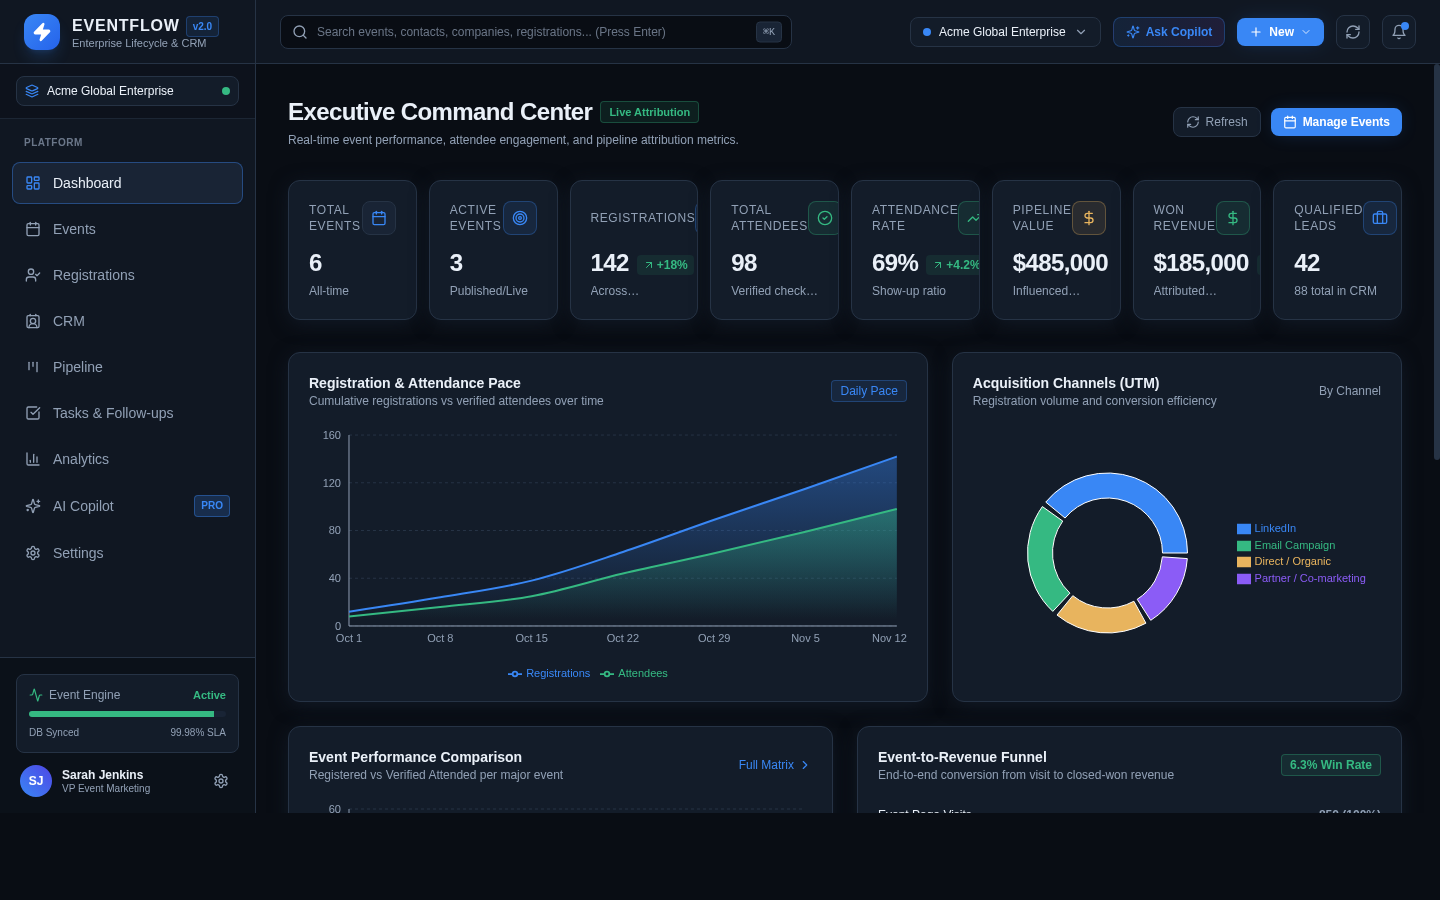 EVENTFLOW v2.0
Enterprise Lifecycle & CRM
Search events, contacts, companies, registrations... (Press Enter) ⌘K
Acme Global Enterprise
Ask Copilot
New
Acme Global Enterprise
PLATFORM
Dashboard
Events
Registrations
CRM
Pipeline
Tasks & Follow-ups
Analytics
AI Copilot PRO
Settings
Event Engine Active
DB Synced 99.98% SLA
SJ
Sarah Jenkins
VP Event Marketing
Executive Command Center Live Attribution
Real-time event performance, attendee engagement, and pipeline attribution metrics.
Refresh
Manage Events
TOTAL
EVENTS
6
All-time
ACTIVE
EVENTS
3
Published/Live
REGISTRATIONS
142 +18%
Across…
TOTAL
ATTENDEES
98
Verified check…
ATTENDANCE
RATE
69% +4.2%
Show-up ratio
PIPELINE
VALUE
$485,000
Influenced…
WON
REVENUE
$185,000
Attributed…
QUALIFIED
LEADS
42
88 total in CRM
Registration & Attendance Pace
Cumulative registrations vs verified attendees over time
Daily Pace
160
120
80
40
0
Oct 1 Oct 8 Oct 15 Oct 22 Oct 29 Nov 5 Nov 12
Registrations Attendees
Acquisition Channels (UTM)
Registration volume and conversion efficiency
By Channel
LinkedIn
Email Campaign
Direct / Organic
Partner / Co-marketing
Event Performance Comparison
Registered vs Verified Attended per major event
Full Matrix
60
Event-to-Revenue Funnel
End-to-end conversion from visit to closed-won revenue
6.3% Win Rate
Event Page Visits 850 (100%)